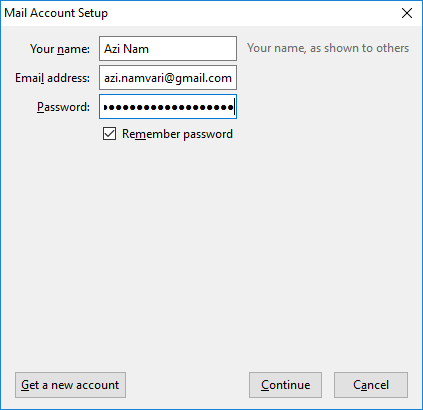 Mail Account Setup
Your name: Azi Nam Your name, as shown to others
Email address: azi.namvari@gmail.com
Password: ●●●●●●●●●●●●●●●●●●●
Remember password
Get a new account Continue Cancel